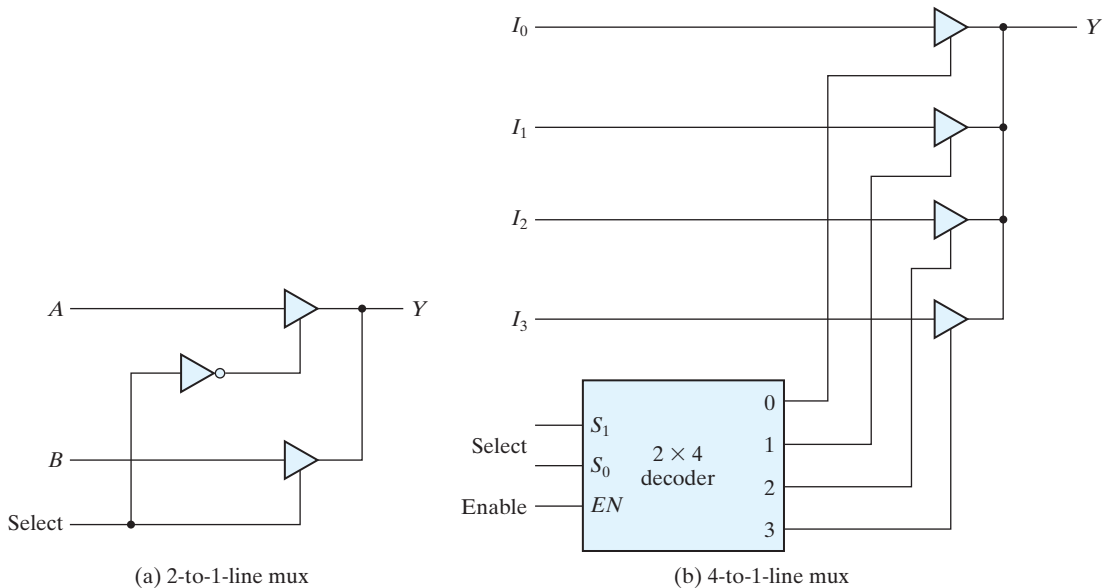 I₀
Y
I₁
I₂
I₃
A
Y
B
Select
Select
Enable
S₁
S₀
EN
2 × 4
decoder
0
1
2
3
(a) 2-to-1-line mux
(b) 4-to-1-line mux